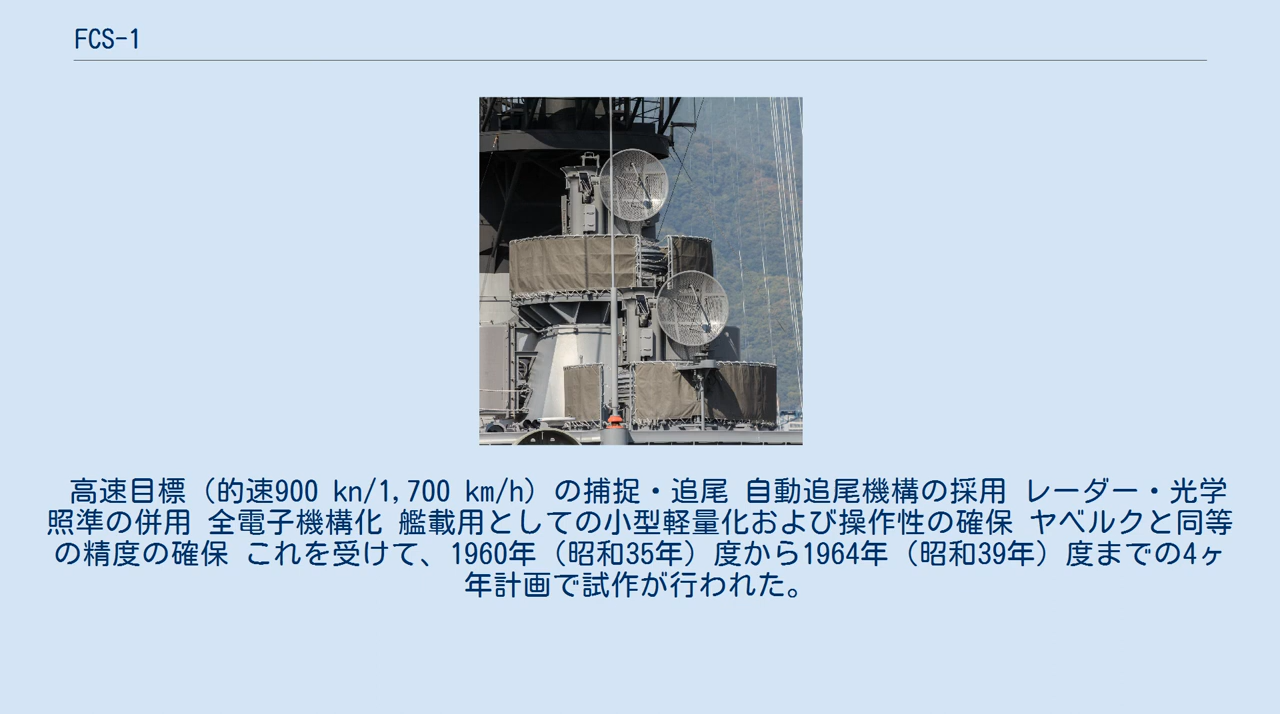 FCS-1
高速目標（的速900 kn/1,700 km/h）の捕捉・追尾 自動追尾機構の採用 レーダー・光学
照準の併用 全電子機構化 艦載用としての小型軽量化および操作性の確保 ヤベルクと同等
の精度の確保 これを受けて、1960年（昭和35年）度から1964年（昭和39年）度までの4ヶ
年計画で試作が行われた。